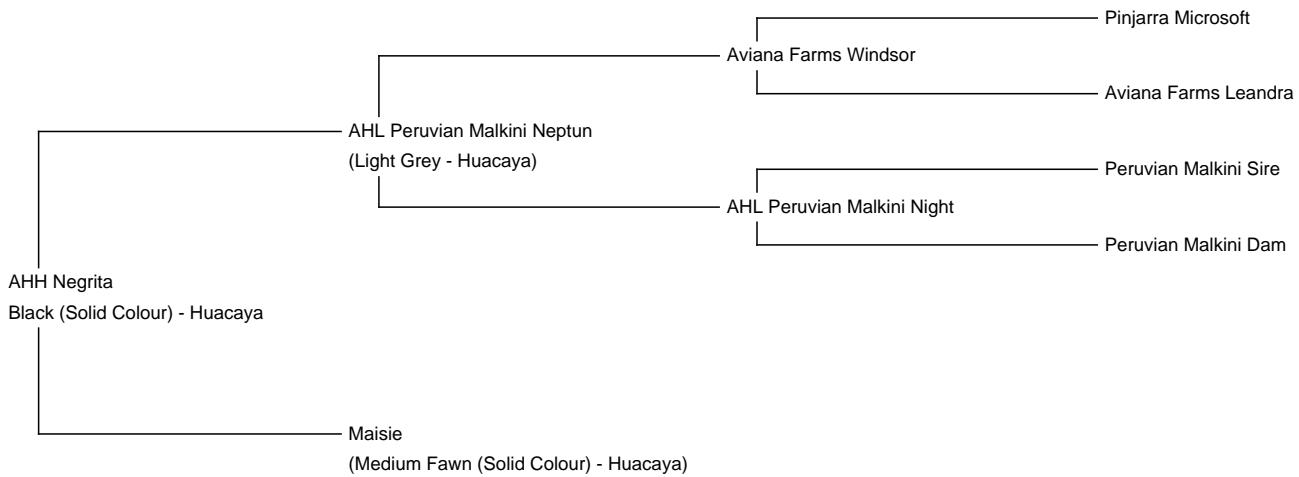 Pinjarra Microsoft
Aviana Farms Windsor
Aviana Farms Leandra
AHL Peruvian Malkini Neptun
(Light Grey - Huacaya)
Peruvian Malkini Sire
AHL Peruvian Malkini Night
Peruvian Malkini Dam
AHH Negrita
Black (Solid Colour) - Huacaya
Maisie
(Medium Fawn (Solid Colour) - Huacaya)